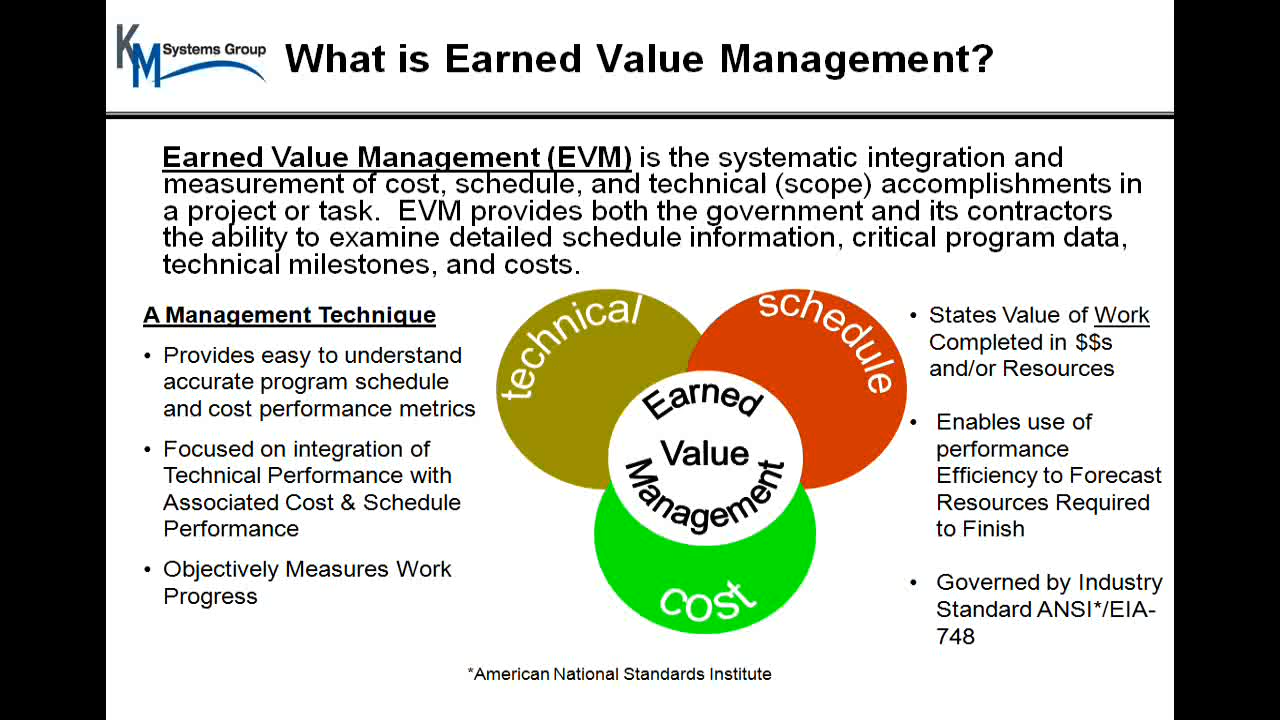 KM Systems Group
What is Earned Value Management?
Earned Value Management (EVM) is the systematic integration and
measurement of cost, schedule, and technical (scope) accomplishments in
a project or task. EVM provides both the government and its contractors
the ability to examine detailed schedule information, critical program data,
technical milestones, and costs.
A Management Technique
• Provides easy to understand
accurate program schedule
and cost performance metrics
• Focused on integration of
Technical Performance with
Associated Cost & Schedule
Performance
• Objectively Measures Work
Progress
technical
schedule
Earned
Value
Management
cost
• States Value of Work
Completed in $$s
and/or Resources
• Enables use of
performance
Efficiency to Forecast
Resources Required
to Finish
• Governed by Industry
Standard ANSI*/EIA-
748
*American National Standards Institute